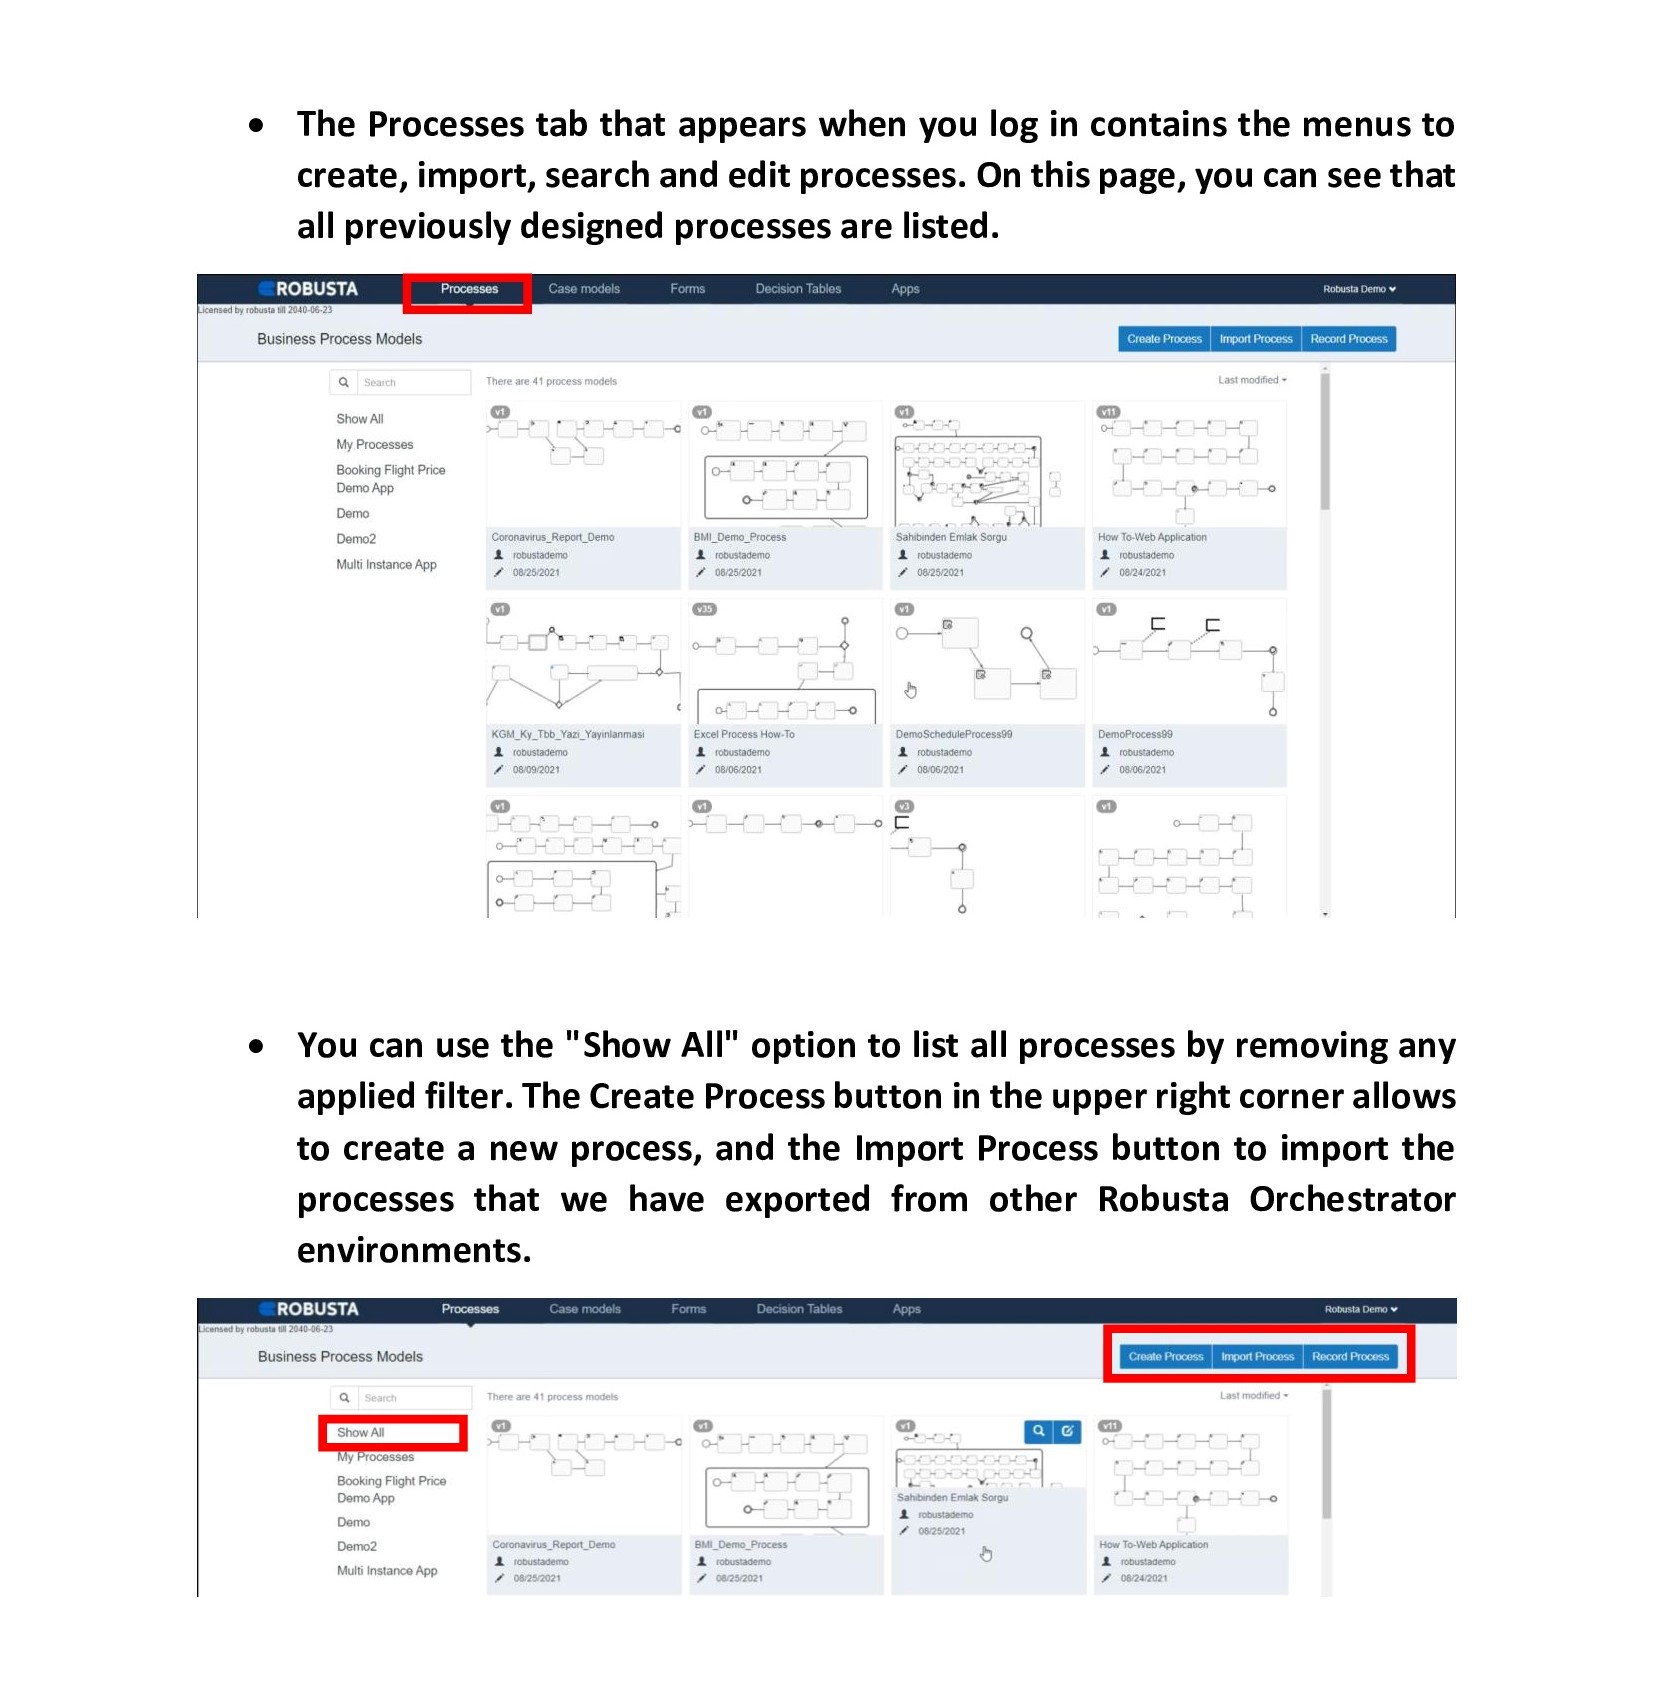 • The Processes tab that appears when you log in contains the menus to
create, import, search and edit processes. On this page, you can see that
all previously designed processes are listed.
ROBUSTA Processes Case models Forms Decision Tables Apps Robusta Demo
Licensed by robusta till 2040-06-23
Business Process Models Create Process Import Process Record Process
Search There are 41 process models Last modified
Show All
My Processes
Booking Flight Price
Demo App
Demo
Demo2
Multi Instance App
v1 v1 v1 v11
Coronavirus_Report_Demo BMI_Demo_Process Sahibinden Emlak Sorgu How To-Web Application
robustademo robustademo robustademo robustademo
08/25/2021 08/25/2021 08/25/2021 08/24/2021
v1 v35 v1 v1
KGM_Ky_Tbb_Yazi_Yayinlanmasi Excel Process How-To DemoScheduleProcess99 DemoProcess99
robustademo robustademo robustademo robustademo
08/09/2021 08/06/2021 08/06/2021 08/06/2021
v1 v1 v3 v1
• You can use the "Show All" option to list all processes by removing any
applied filter. The Create Process button in the upper right corner allows
to create a new process, and the Import Process button to import the
processes that we have exported from other Robusta Orchestrator
environments.
ROBUSTA Processes Case models Forms Decision Tables Apps Robusta Demo
Licensed by robusta till 2040-06-23
Business Process Models Create Process Import Process Record Process
Search There are 41 process models Last modified
Show All
My Processes
Booking Flight Price
Demo App
Demo
Demo2
Multi Instance App
v1 v1 v1 v11
Sahibinden Emlak Sorgu
robustademo
08/25/2021
Coronavirus_Report_Demo BMI_Demo_Process How To-Web Application
robustademo robustademo robustademo
08/25/2021 08/25/2021 08/24/2021